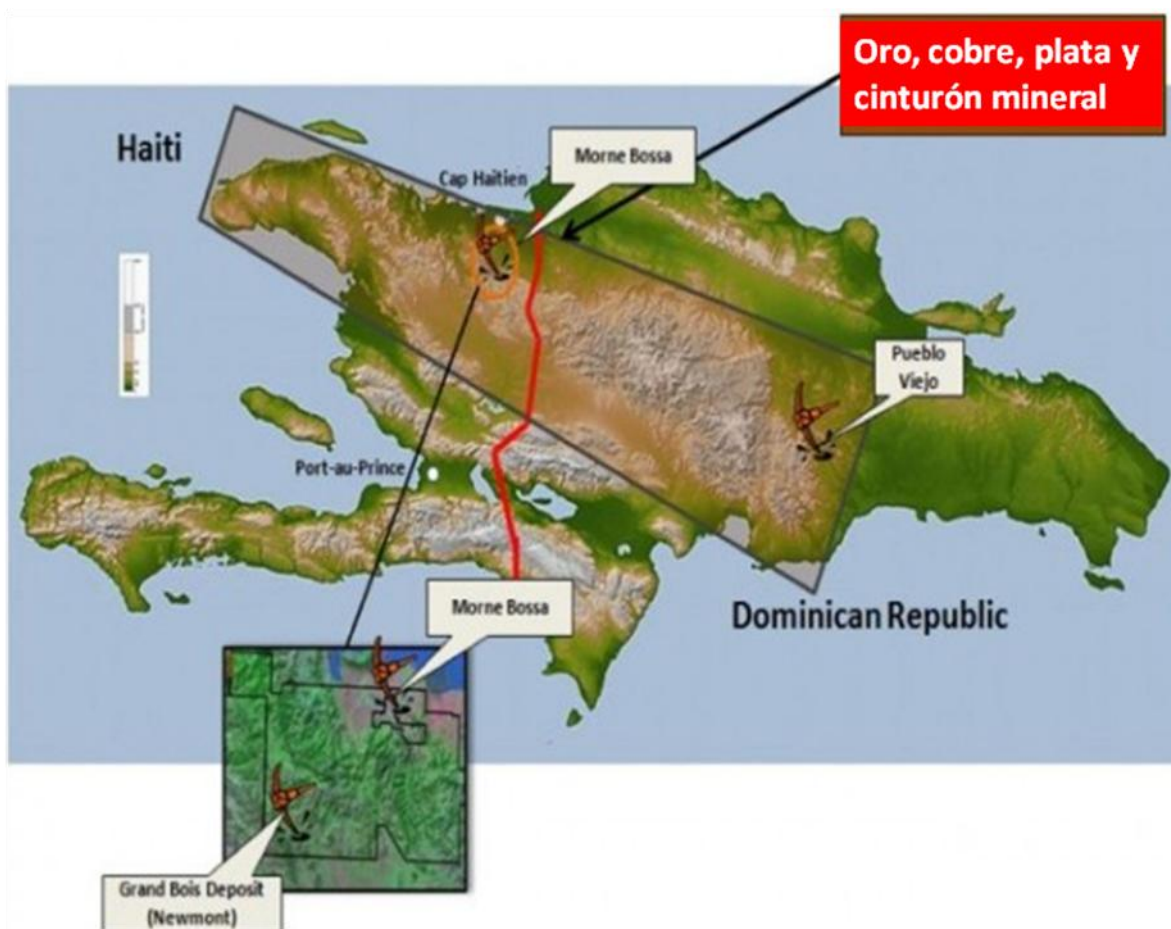 Oro, cobre, plata y
cinturón mineral
Haiti
Morne Bossa
Cap Haïtien
Pueblo
Viejo
Port-au-Prince
Morne Bossa
Dominican Republic
Grand Bois Deposit
(Newmont)